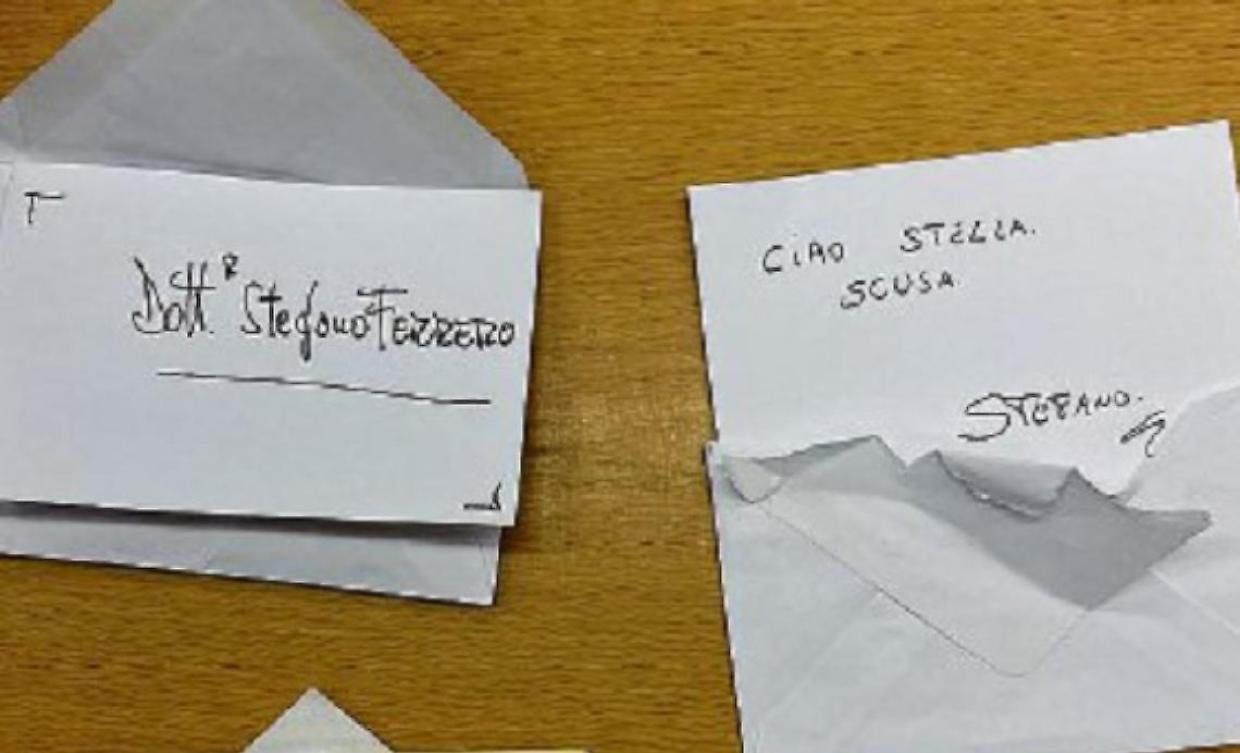 Dott.R Stefano FERRERO
CIAO STELLA.
SCUSA.
STEFANO.